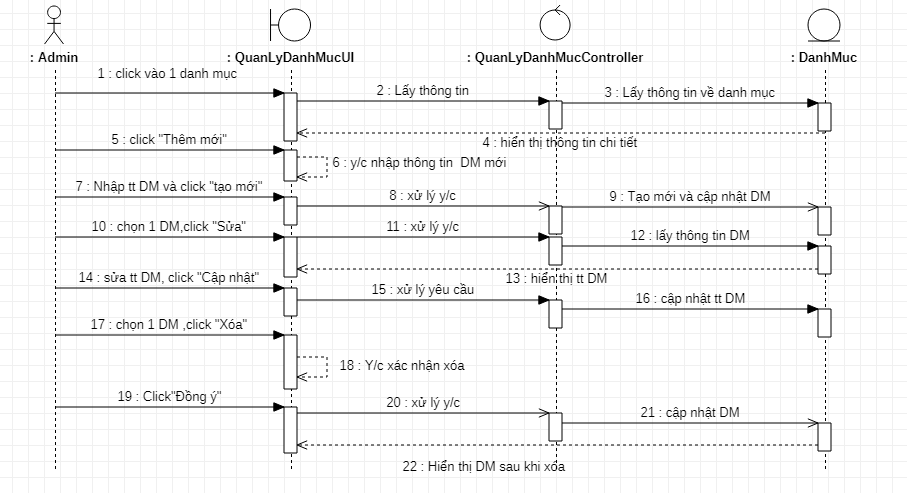 : Admin
: QuanLyDanhMucUI
: QuanLyDanhMucController
: DanhMuc
1 : click vào 1 danh mục
2 : Lấy thông tin
3 : Lấy thông tin về danh mục
4 : hiển thị thông tin chi tiết
5 : click "Thêm mới"
6 : y/c nhập thông tin DM mới
7 : Nhập tt DM và click "tạo mới"
8 : xử lý y/c
9 : Tạo mới và cập nhật DM
10 : chọn 1 DM,click "Sửa"
11 : xử lý y/c
12 : lấy thông tin DM
13 : hiển thị tt DM
14 : sửa tt DM, click "Cập nhật"
15 : xử lý yêu cầu
16 : cập nhật tt DM
17 : chọn 1 DM ,click "Xóa"
18 : Y/c xác nhận xóa
19 : Click"Đồng ý"
20 : xử lý y/c
21 : cập nhật DM
22 : Hiển thị DM sau khi xóa